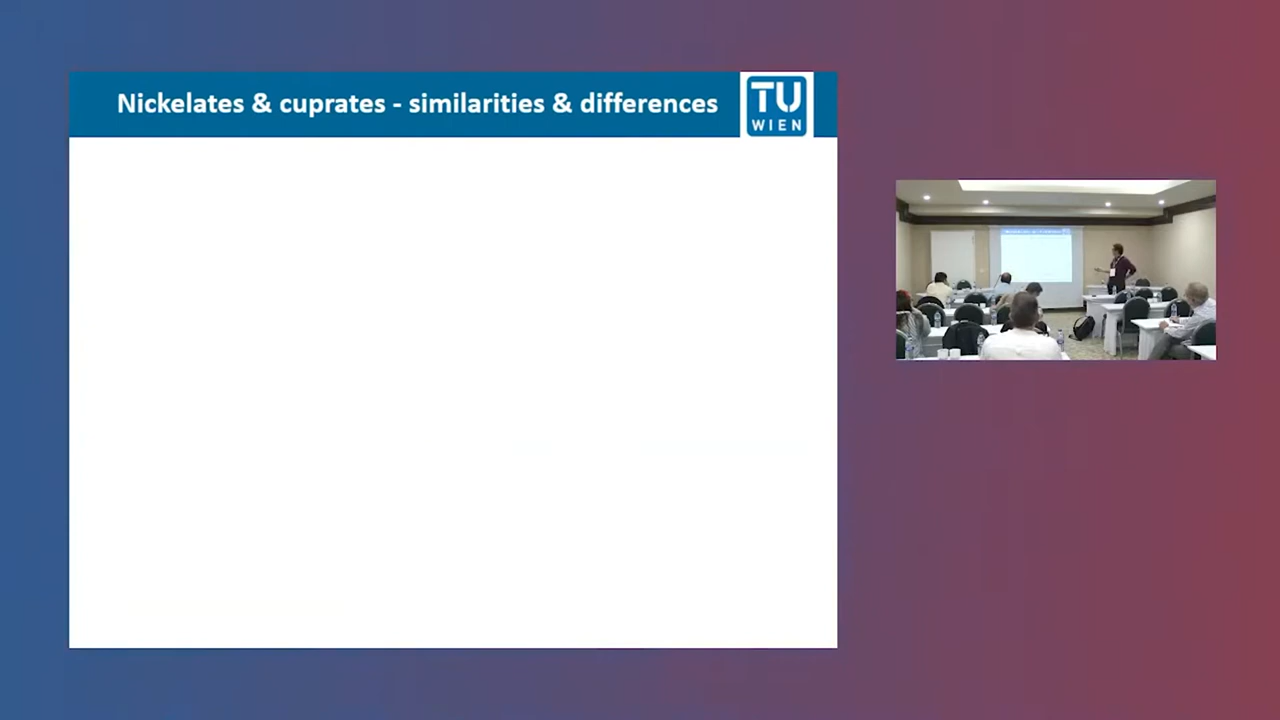 Nickelates & cuprates - similarities & differences
TU
WIEN